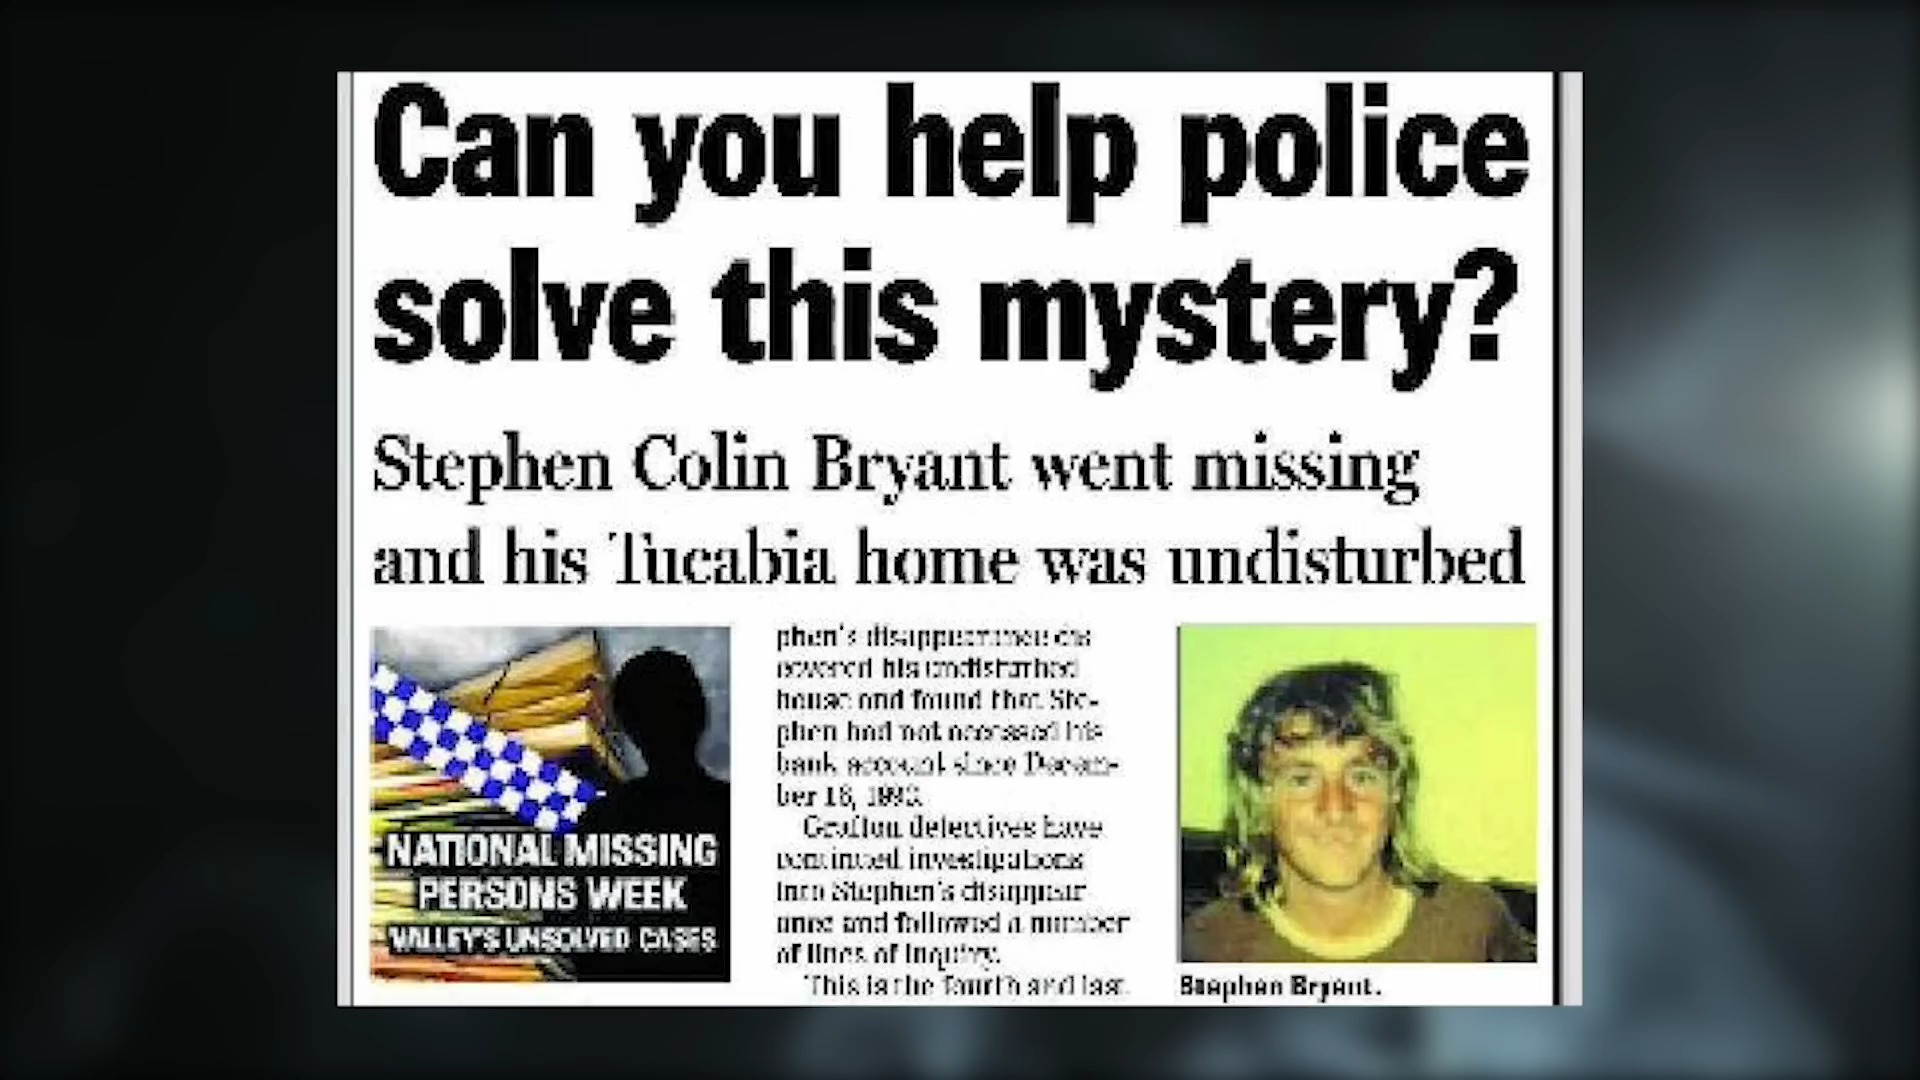 Can you help police
solve this mystery?
Stephen Colin Bryant went missing
and his Tucabia home was undisturbed
NATIONAL MISSING
PERSONS WEEK
VALLEY'S UNSOLVED CASES
phen's disappearance dis
covered his undisturbed
house and found that Ste-
phen had not accessed his
bank account since Decem-
ber 16,
Grafton detectives have
continued investigations
into Stephen's disappear
ance and followed a number
of lines of inquiry.
This is the fourth and last
Stephen Bryant.